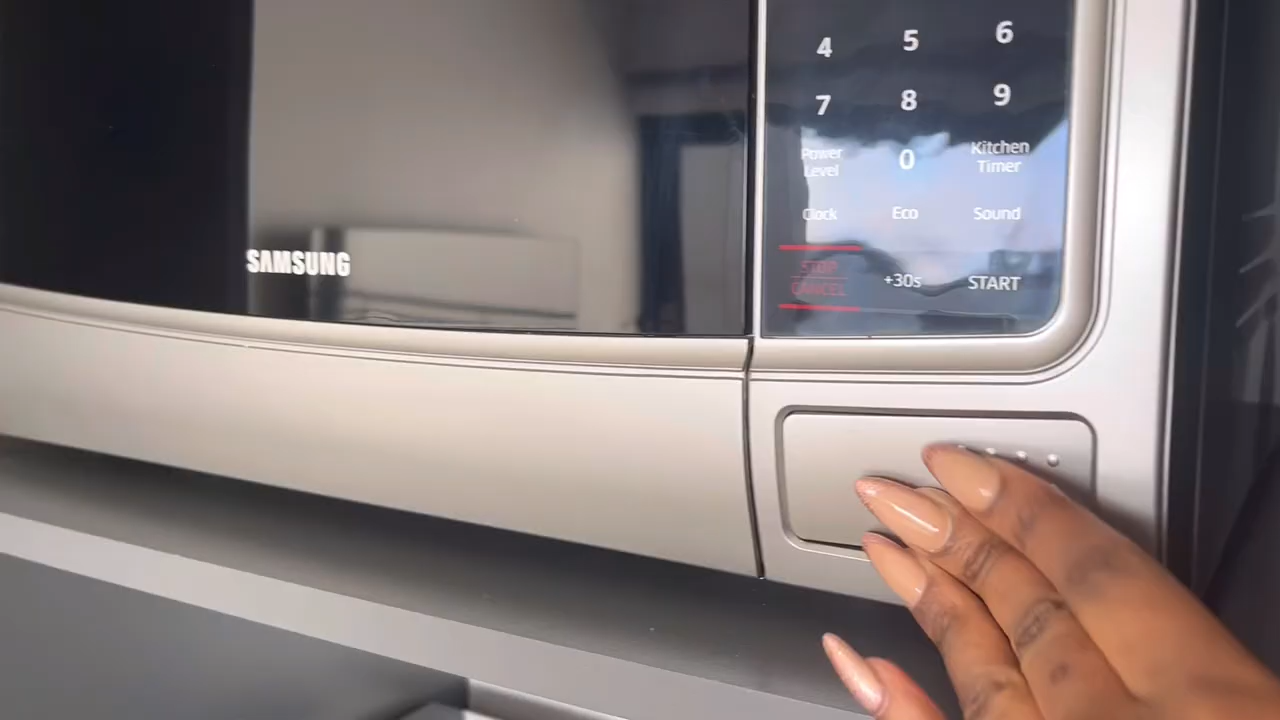 4 5 6
7 8 9
Power Level 0 Kitchen Timer
Clock Eco Sound
SAMSUNG
STOP CANCEL +30s START